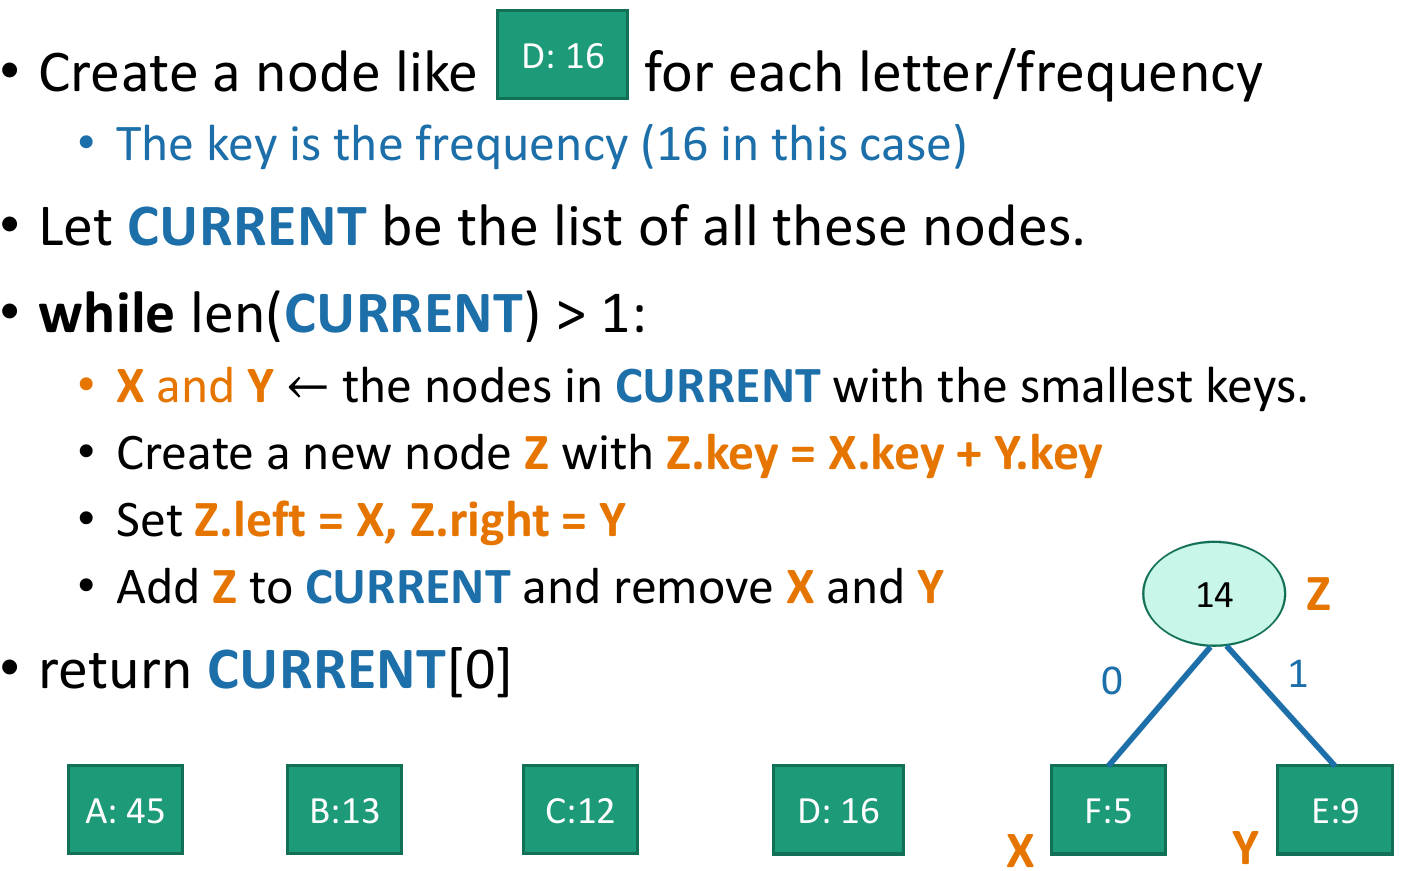 • Create a node like D: 16 for each letter/frequency
• The key is the frequency (16 in this case)
• Let CURRENT be the list of all these nodes.
• while len(CURRENT) > 1:
• X and Y ← the nodes in CURRENT with the smallest keys.
• Create a new node Z with Z.key = X.key + Y.key
• Set Z.left = X, Z.right = Y
• Add Z to CURRENT and remove X and Y
• return CURRENT[0]
14 Z
0 1
A: 45 B:13 C:12 D: 16 F:5 E:9
X Y